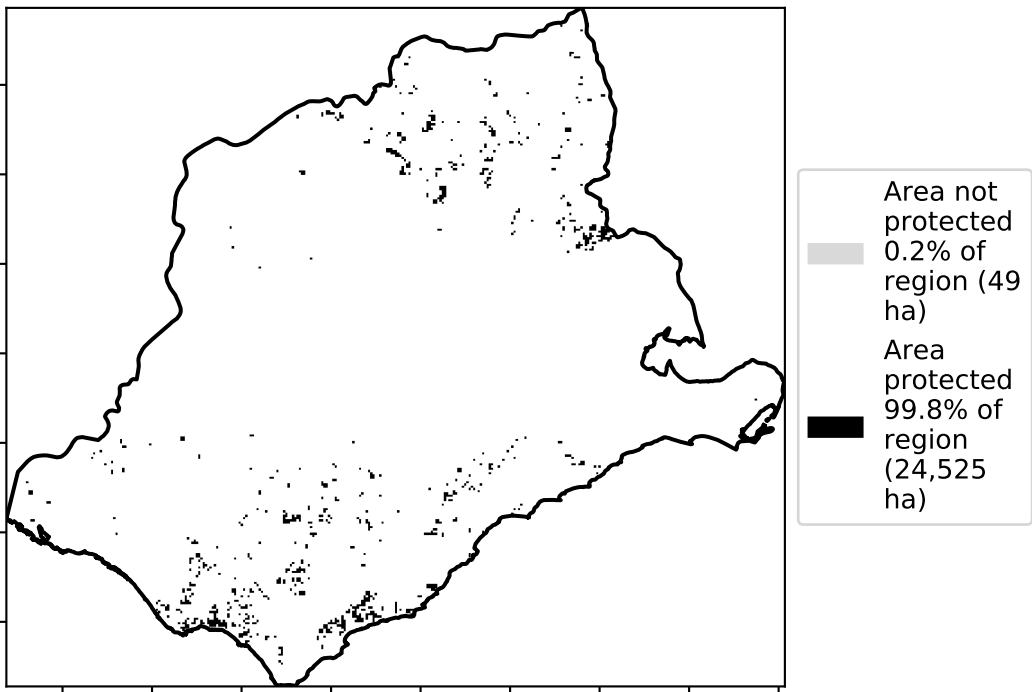 Area not
protected
0.2% of
region (49
ha)
Area
protected
99.8% of
region
(24,525
ha)